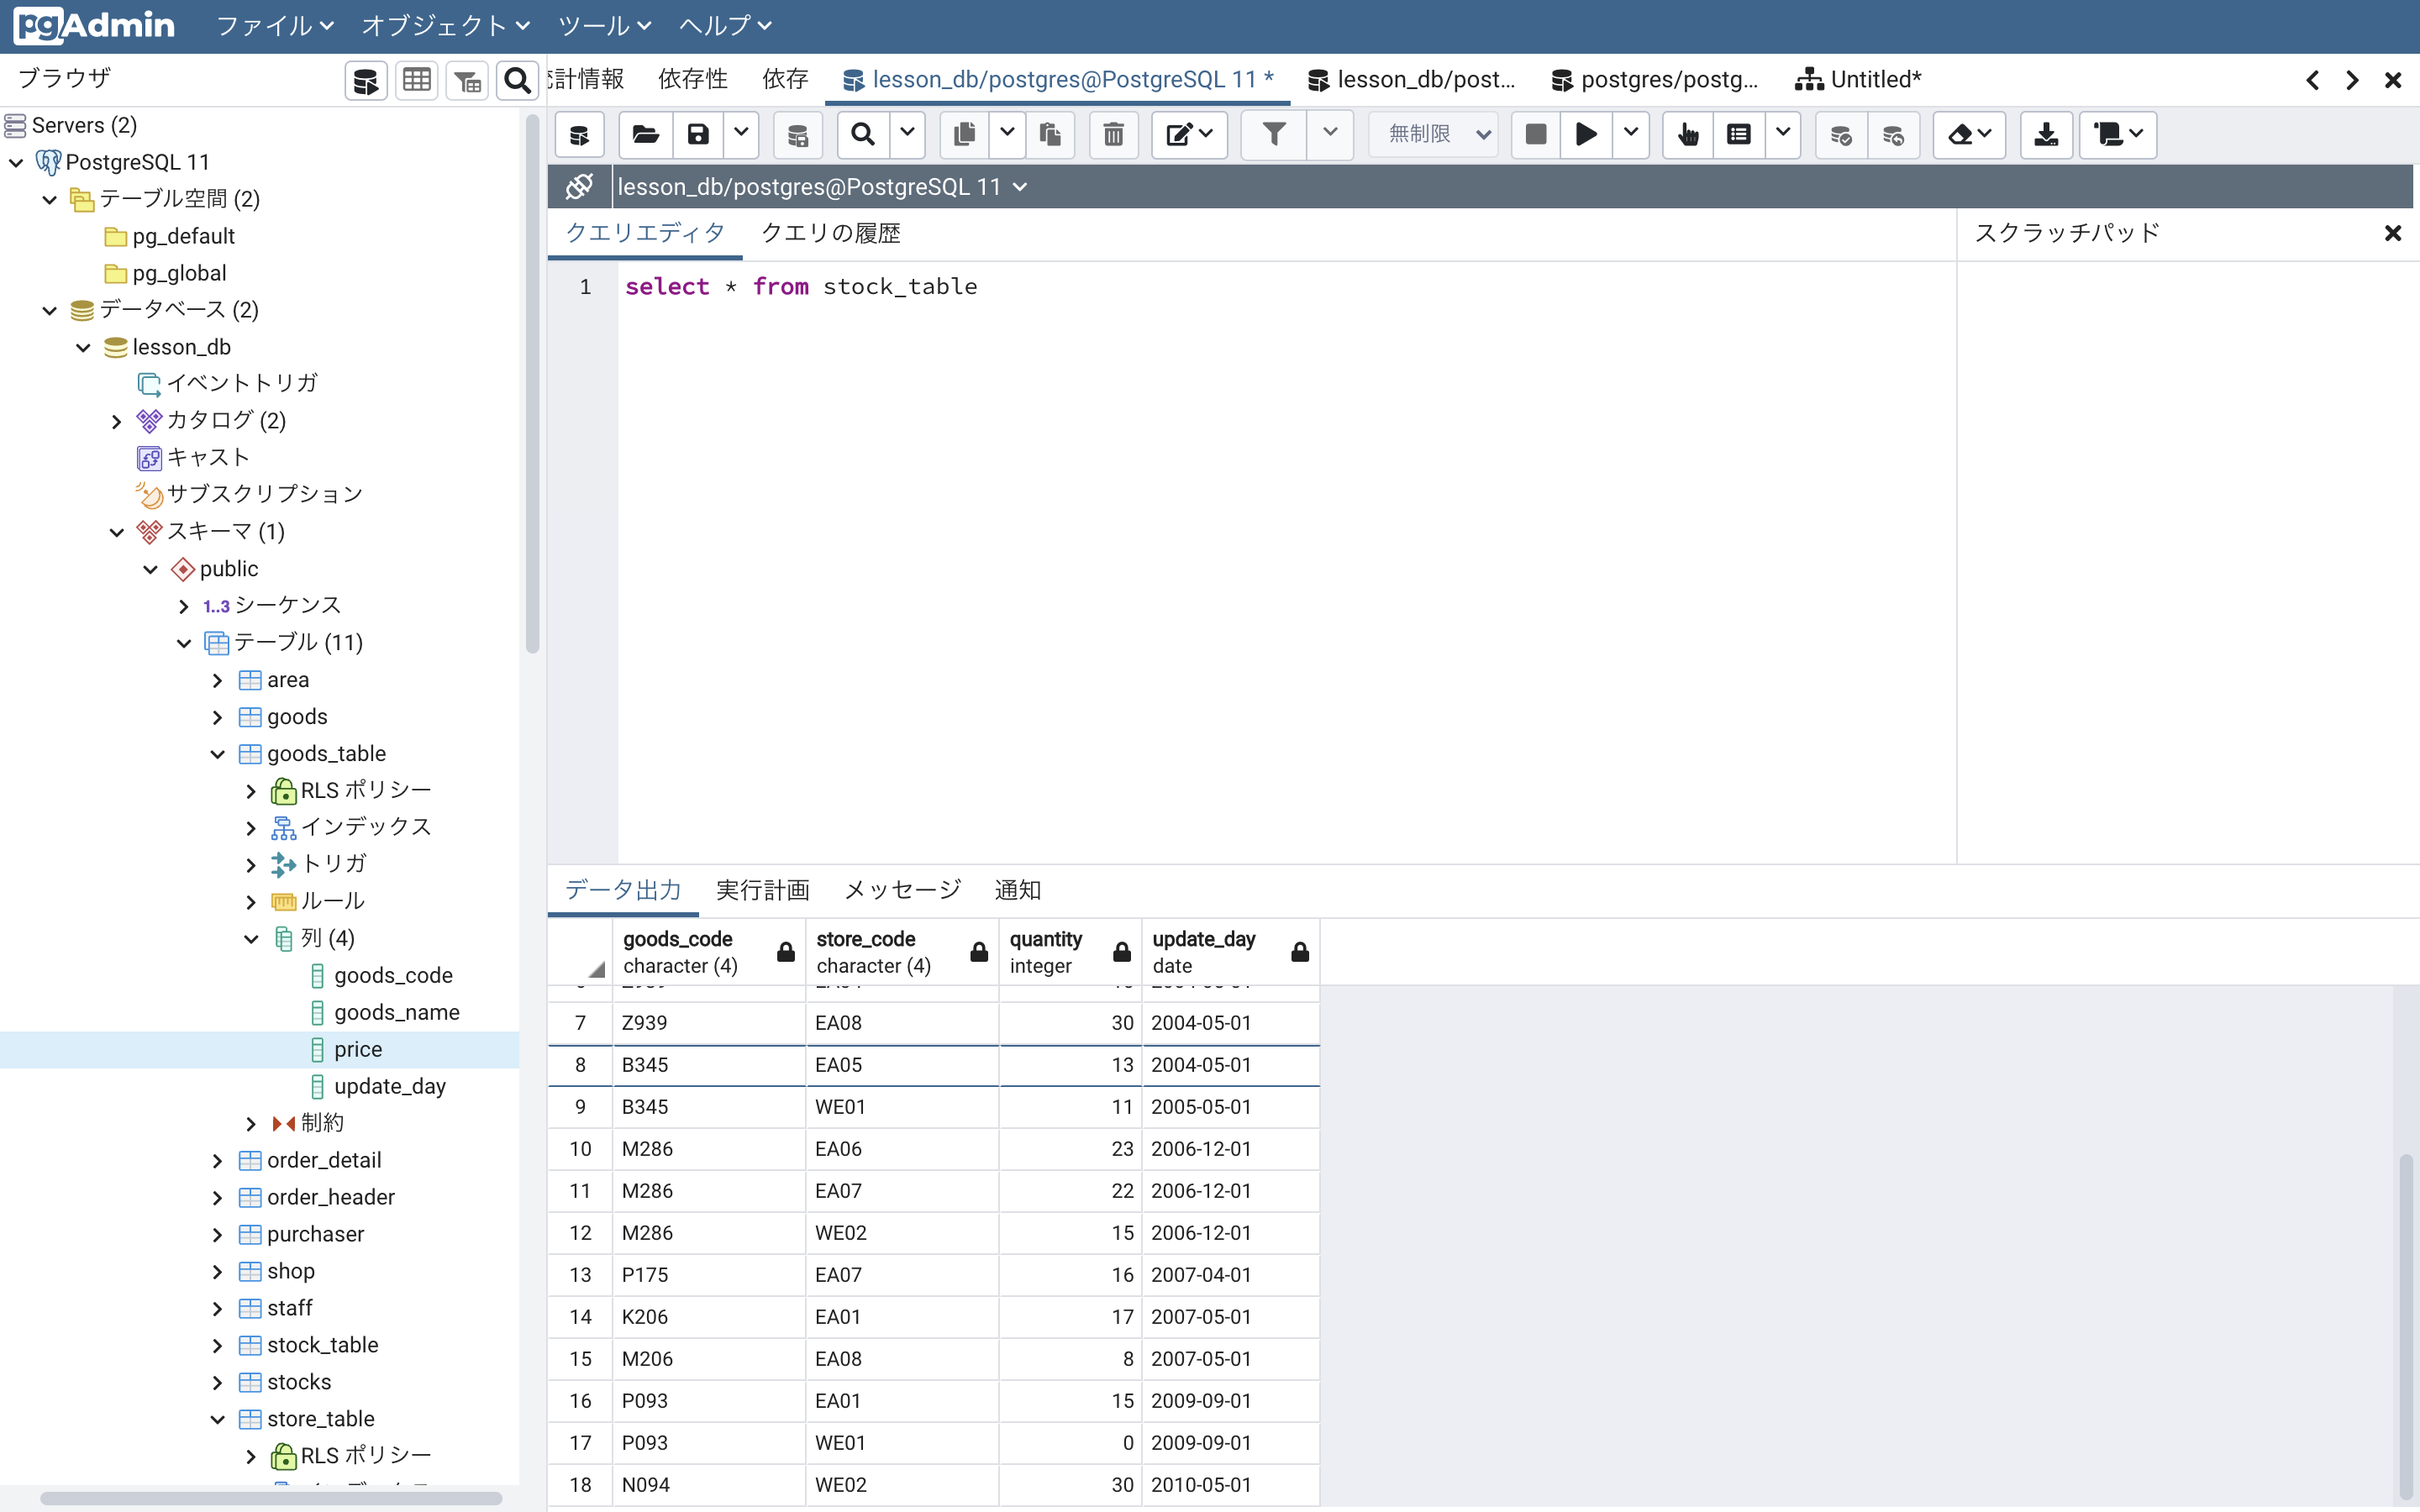 pgAdmin ファイル オブジェクト ツール ヘルプ
ブラウザ
計情報 依存性 依存 lesson_db/postgres@PostgreSQL 11 * lesson_db/post... postgres/postg... Untitled*
無制限
lesson_db/postgres@PostgreSQL 11
クエリエディタ クエリの履歴 スクラッチパッド
1 select * from stock_table
Servers (2)
PostgreSQL 11
テーブル空間 (2)
pg_default
pg_global
データベース (2)
lesson_db
イベントトリガ
カタログ (2)
キャスト
サブスクリプション
スキーマ (1)
public
1..3 シーケンス
テーブル (11)
area
goods
goods_table
RLS ポリシー
インデックス
トリガ
ルール
列 (4)
goods_code
goods_name
price
update_day
制約
order_detail
order_header
purchaser
shop
staff
stock_table
stocks
store_table
RLS ポリシー
データ出力 実行計画 メッセージ 通知
goods_code store_code quantity update_day
character (4) character (4) integer date
7 Z939 EA08 30 2004-05-01
8 B345 EA05 13 2004-05-01
9 B345 WE01 11 2005-05-01
10 M286 EA06 23 2006-12-01
11 M286 EA07 22 2006-12-01
12 M286 WE02 15 2006-12-01
13 P175 EA07 16 2007-04-01
14 K206 EA01 17 2007-05-01
15 M206 EA08 8 2007-05-01
16 P093 EA01 15 2009-09-01
17 P093 WE01 0 2009-09-01
18 N094 WE02 30 2010-05-01